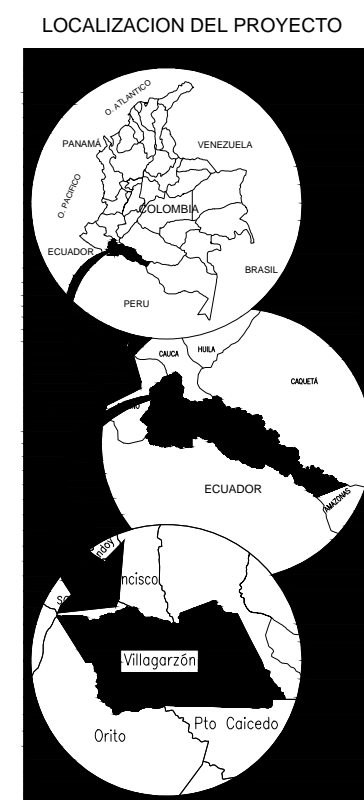 LOCALIZACION DEL PROYECTO
O. ATLANTICO
PANAMÁ
VENEZUELA
O. PACIFICO
COLOMBIA
ECUADOR
BRASIL
PERU
CAUCA
HUILA
CAQUETÁ
ECUADOR
AMAZONAS
Villagarzón
Orito
Pto Caicedo